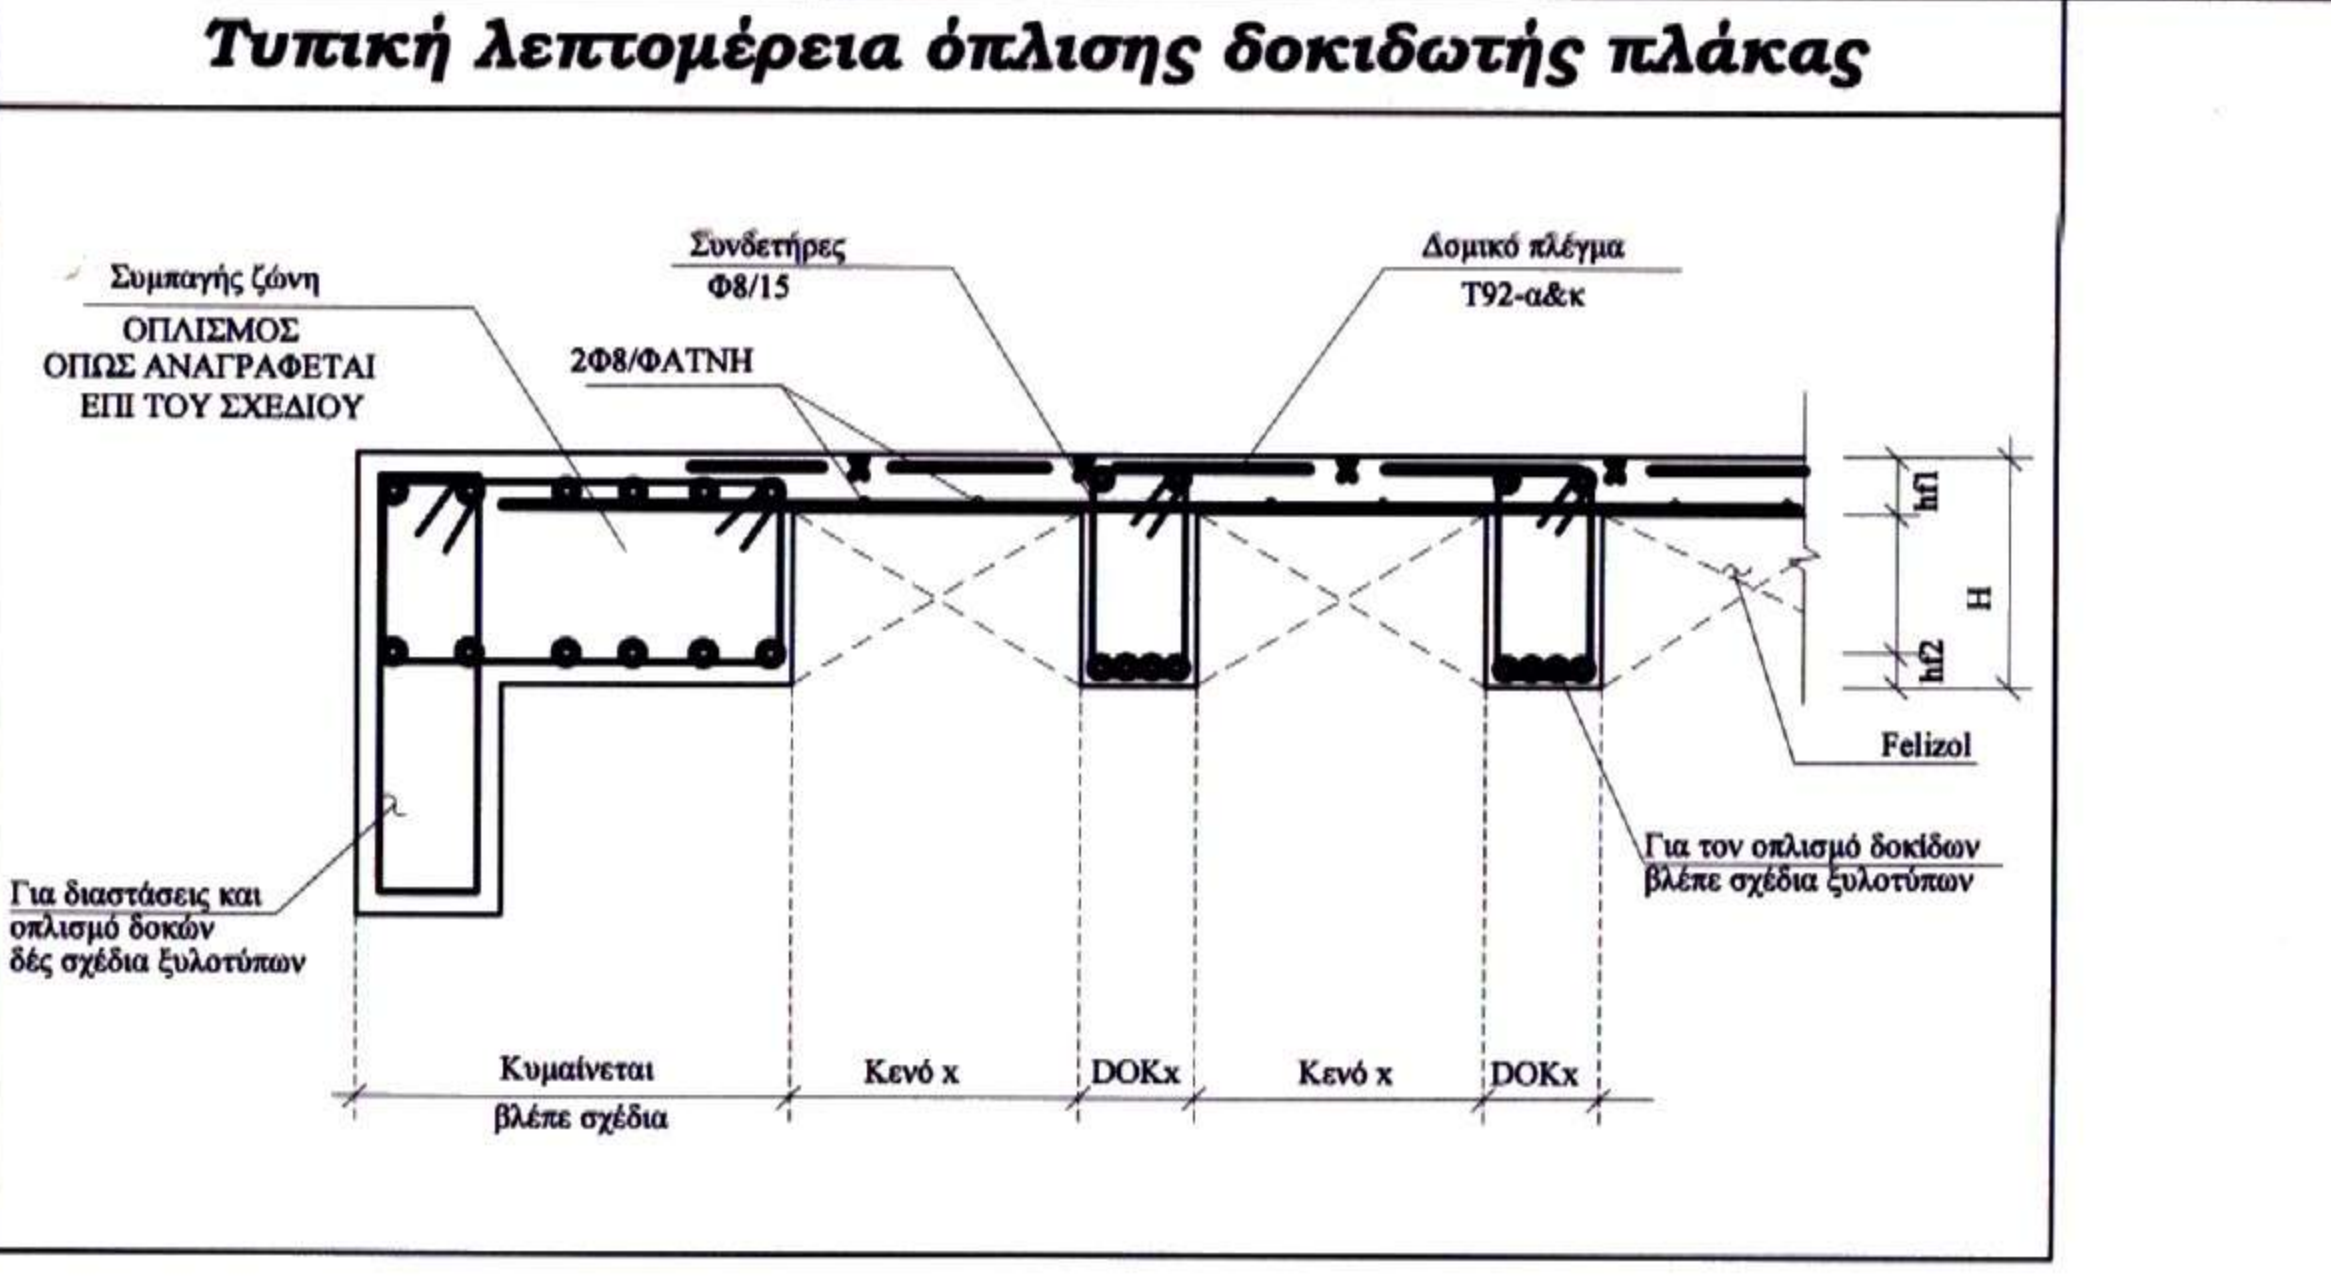 Τυπική λεπτομέρεια όπλισης δοκιδωτής πλάκας
Συμπαγής ζώνη
ΟΠΛΙΣΜΟΣ
ΟΠΩΣ ΑΝΑΓΡΑΦΕΤΑΙ
ΕΠΙ ΤΟΥ ΣΧΕΔΙΟΥ
Συνδετήρες
Φ8/15
2Φ8/ΦΑΤΝΗ
Δομικό πλέγμα
Τ92-α&κ
hf1
H
hf2
Felizol
Για τον οπλισμό δοκίδων
βλέπε σχέδια ξυλοτύπων
Για διαστάσεις και
οπλισμό δοκών
δές σχέδια ξυλοτύπων
Κυμαίνεται
βλέπε σχέδια
Κενό x
DOKx
Κενό x
DOKx